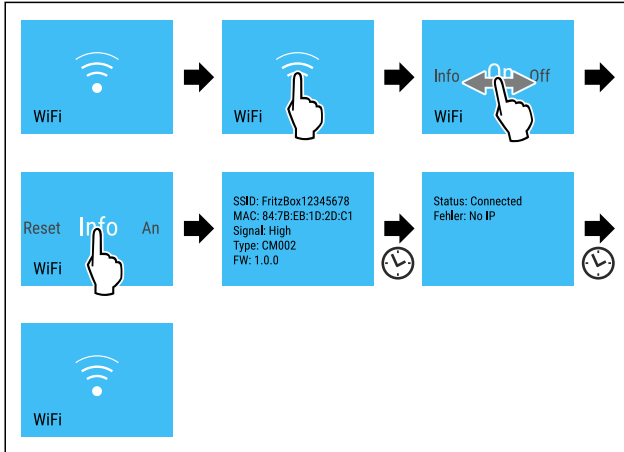 WiFi
WiFi
Info On Off
WiFi
Reset Info An
WiFi
SSID: FritzBox12345678
MAC: 84:7B:EB:1D:2D:C1
Signal: High
Type: CM002
FW: 1.0.0
Status: Connected
Fehler: No IP
WiFi